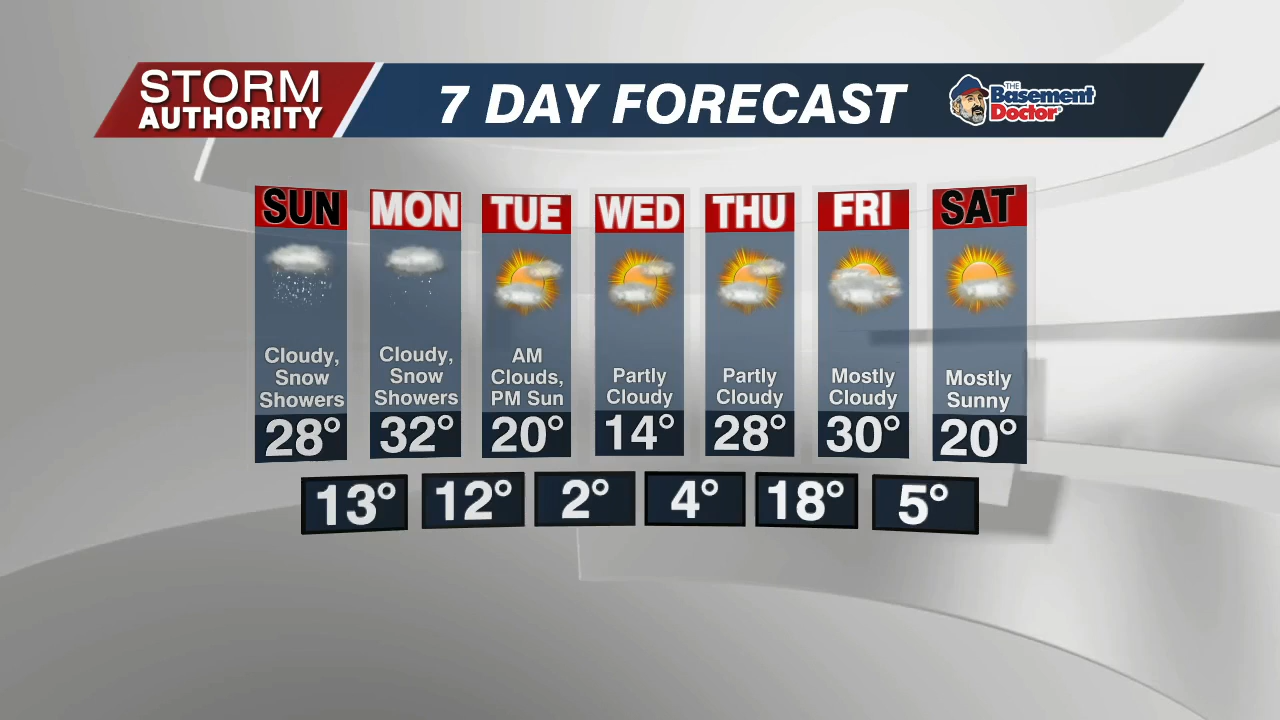 STORM
AUTHORITY
7 DAY FORECAST
THE
Basement
Doctor
SUN
MON
TUE
WED
THU
FRI
SAT
Cloudy,
Snow
Showers
Cloudy,
Snow
Showers
AM
Clouds,
PM Sun
Partly
Cloudy
Partly
Cloudy
Mostly
Cloudy
Mostly
Sunny
28°
32°
20°
14°
28°
30°
20°
13°
12°
2°
4°
18°
5°